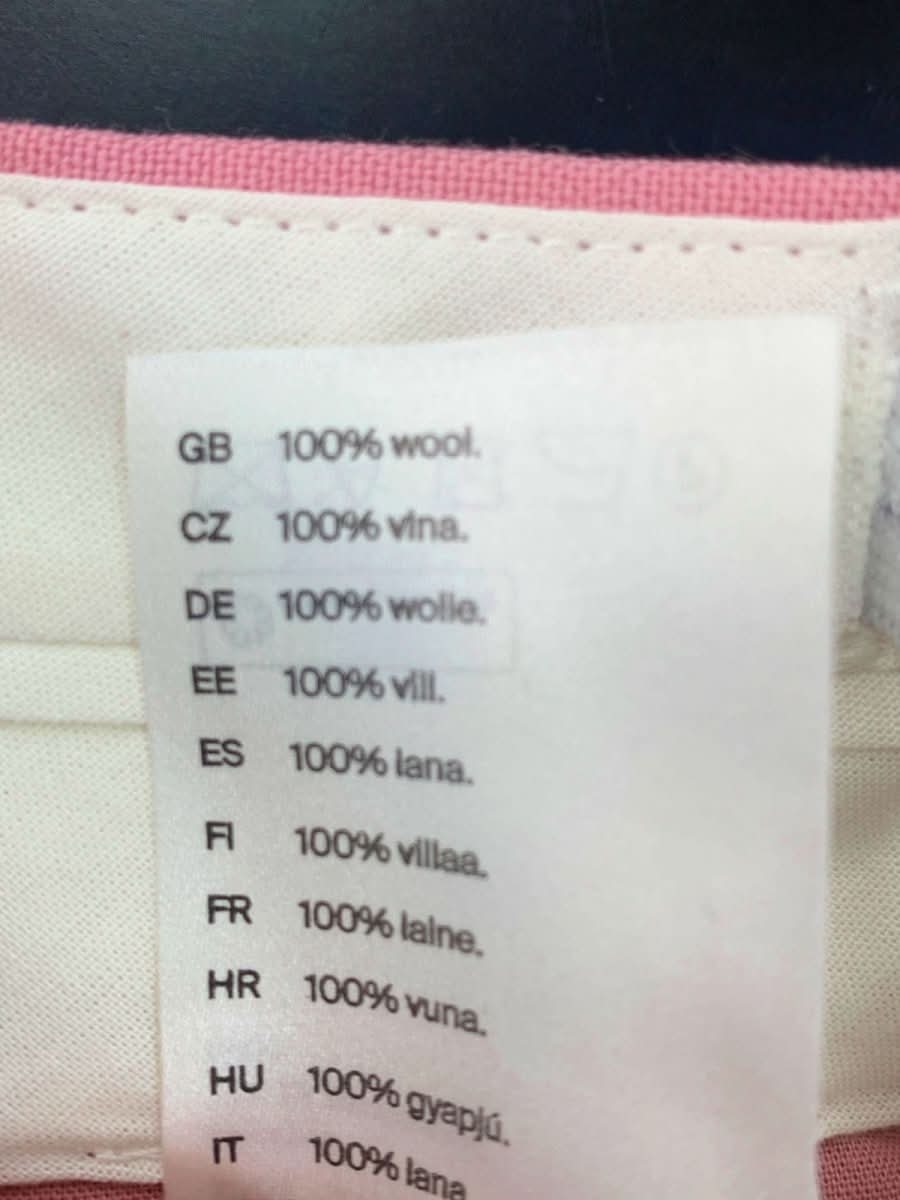 GB 100% wool.
CZ 100% vlna.
DE 100% wolle.
EE 100% vill.
ES 100% lana.
FI 100% villaa.
FR 100% laine.
HR 100% vuna.
HU 100% gyapjú.
IT 100% lana